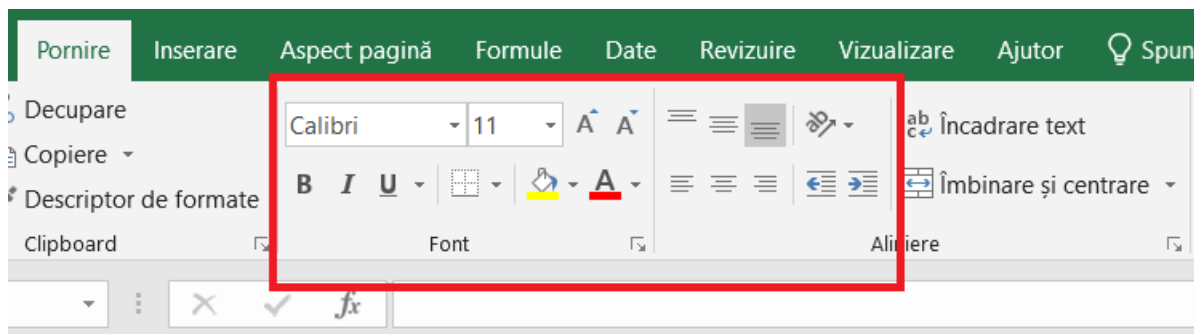 Pornire Inserare Aspect pagină Formule Date Revizuire Vizualizare Ajutor Spun
Decupare
Copiere
Descriptor de formate
Clipboard
Calibri 11 A A
B I U A
Font
ab Încadrare text
c
Îmbinare și centrare
Aliniere
fx